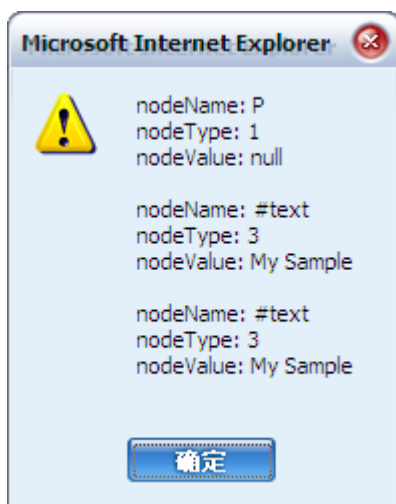 Microsoft Internet Explorer
nodeName: P
nodeType: 1
nodeValue: null
nodeName: #text
nodeType: 3
nodeValue: My Sample
nodeName: #text
nodeType: 3
nodeValue: My Sample
确定